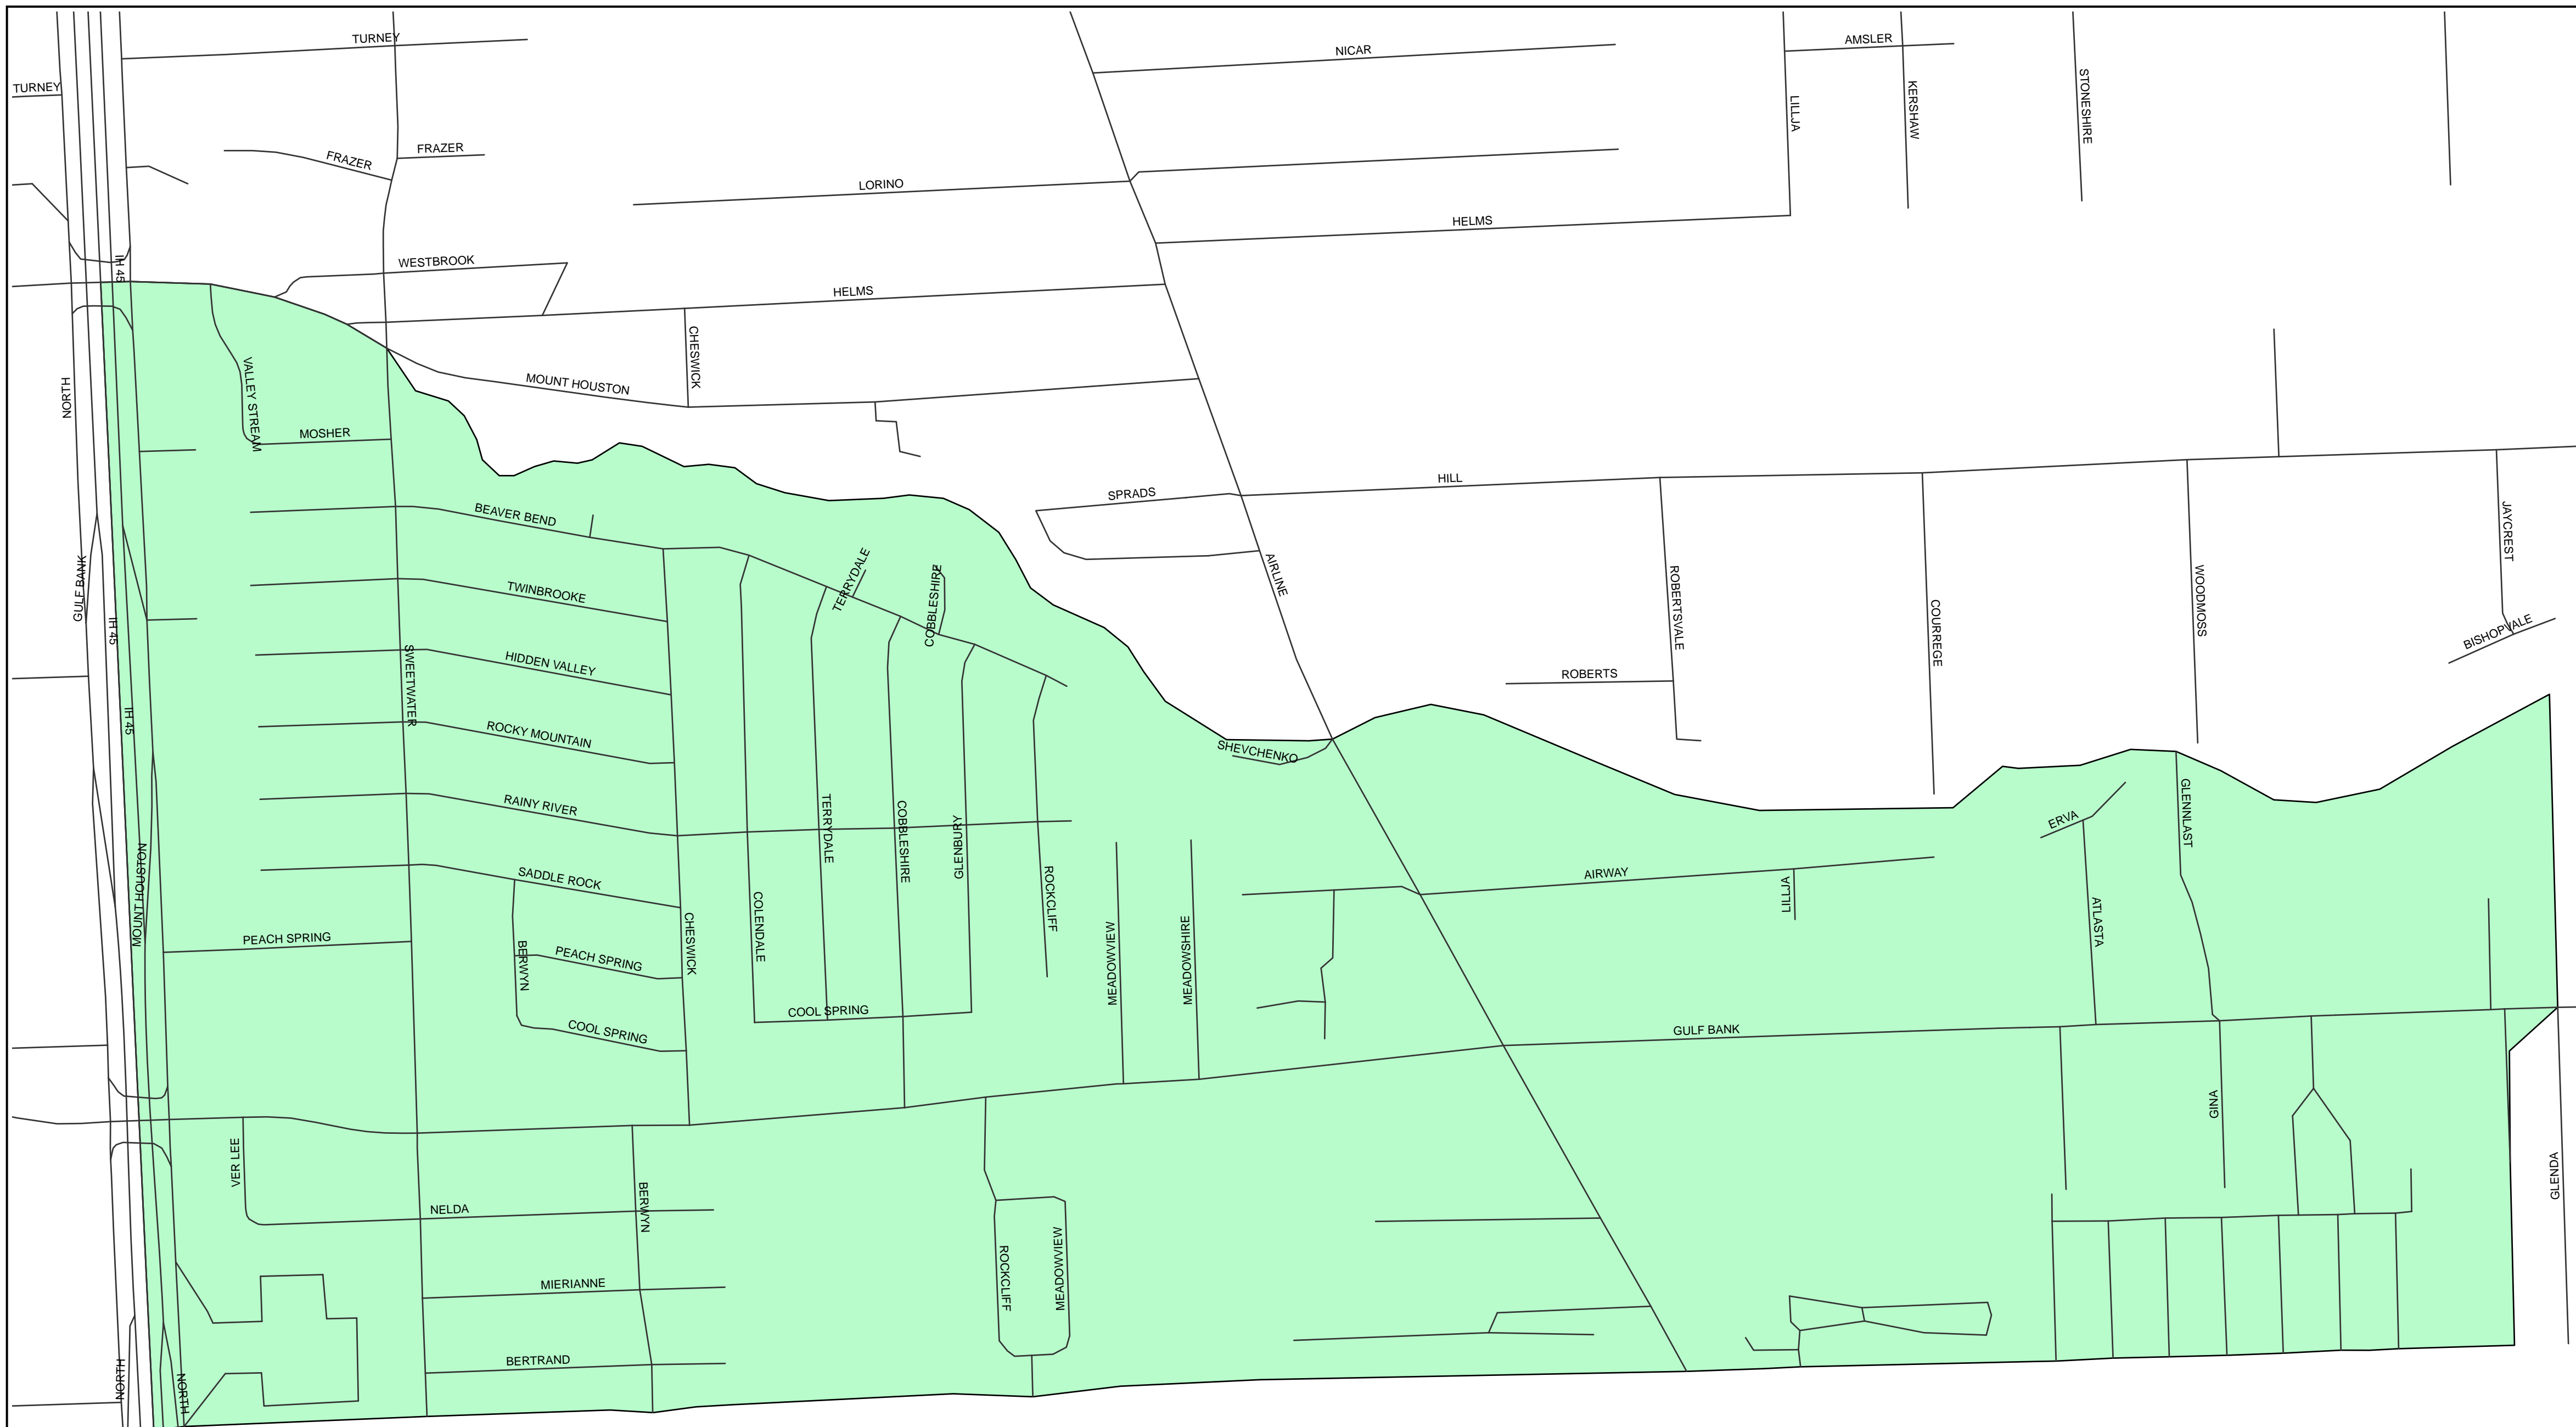 TURNEY
NICAR
AMSLER
TURNEY
LILLJA
KERSHAW
STONESHIRE
FRAZER
FRAZER
LORINO
HELMS
WESTBROOK
IH 45
HELMS
CHESWICK
NORTH
VALLEY STREAM
MOUNT HOUSTON
MOSHER
SPRADS
HILL
BEAVER BEND
JAYCREST
AIRLINE
GULF BANK
TWINBROOKE
TERRYDALE
COBBLESHIRE
ROBERTSVALE
COURREGE
WOODMOSS
BISHOPVALE
IH 45
SWEETWATER
HIDDEN VALLEY
ROBERTS
IH 45
ROCKY MOUNTAIN
SHEVCHENKO
RAINY RIVER
TERRYDALE
COBBLESHIRE
GLENBURY
ERVA
GLENNLAST
MOUNT HOUSTON
SADDLE ROCK
ROCKCLIFF
AIRWAY
LILLJA
ATLASTA
PEACH SPRING
BERWYN
PEACH SPRING
CHESWICK
COLENDALE
MEADOWVIEW
MEADOWSHIRE
COOL SPRING
COOL SPRING
GULF BANK
GINA
VER LEE
GLENDA
NELDA
BERWYN
MIERIANNE
ROCKCLIFF
MEADOWVIEW
BERTRAND
NORTH
NORTH